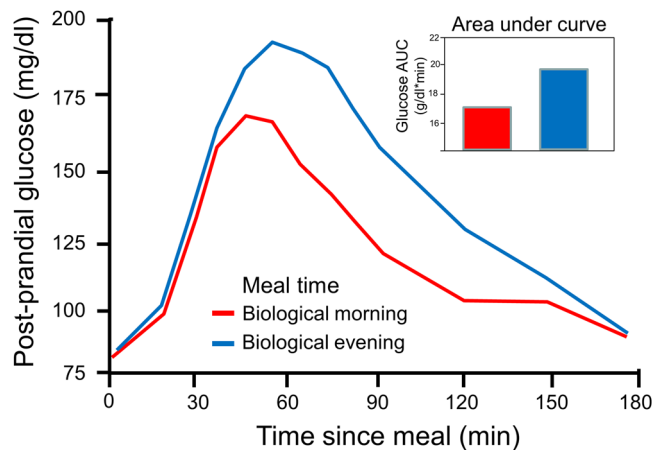 Area under curve
Glucose AUC
(g/dl*min)
22
20
18
16
Post-prandial glucose (mg/dl)
200
175
150
125
100
75
Meal time
Biological morning
Biological evening
0 30 60 90 120 150 180
Time since meal (min)